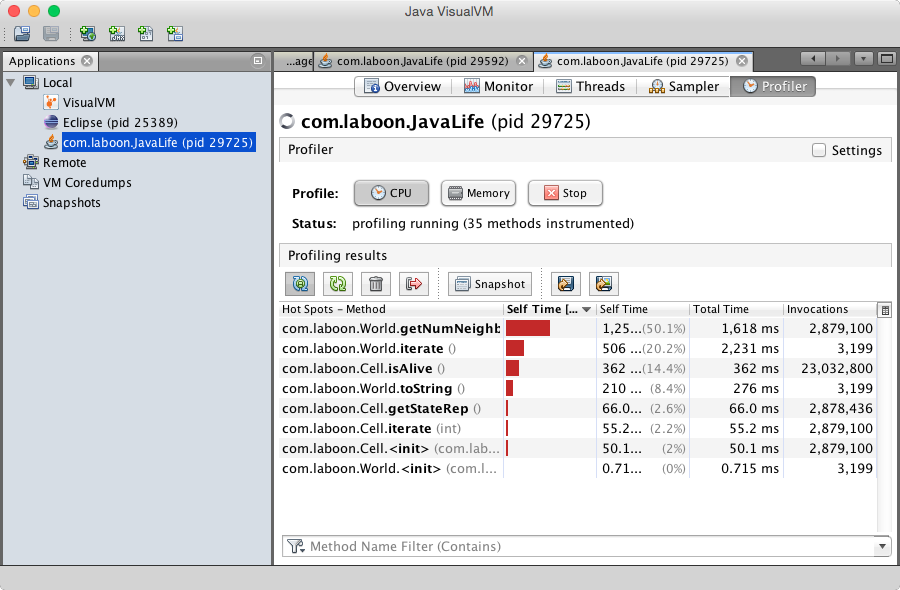 Java VisualVM
Applications
...age
com.laboon.JavaLife (pid 29592)
com.laboon.JavaLife (pid 29725)
Local
VisualVM
Eclipse (pid 25389)
com.laboon.JavaLife (pid 29725)
Remote
VM Coredumps
Snapshots
Overview Monitor Threads Sampler Profiler
com.laboon.JavaLife (pid 29725)
Profiler Settings
Profile: CPU Memory Stop
Status: profiling running (35 methods instrumented)
Profiling results
Snapshot
Hot Spots – Method Self Time [... Self Time Total Time Invocations
com.laboon.World.getNumNeighb 1,25...(50.1%) 1,618 ms 2,879,100
com.laboon.World.iterate () 506 ...(20.2%) 2,231 ms 3,199
com.laboon.Cell.isAlive () 362 ...(14.4%) 362 ms 23,032,800
com.laboon.World.toString () 210 ... (8.4%) 276 ms 3,199
com.laboon.Cell.getStateRep () 66.0... (2.6%) 66.0 ms 2,878,436
com.laboon.Cell.iterate (int) 55.2... (2.2%) 55.2 ms 2,879,100
com.laboon.Cell.<init> (com.lab... 50.1... (2%) 50.1 ms 2,879,100
com.laboon.World.<init> (com.l... 0.71... (0%) 0.715 ms 3,199
Method Name Filter (Contains)